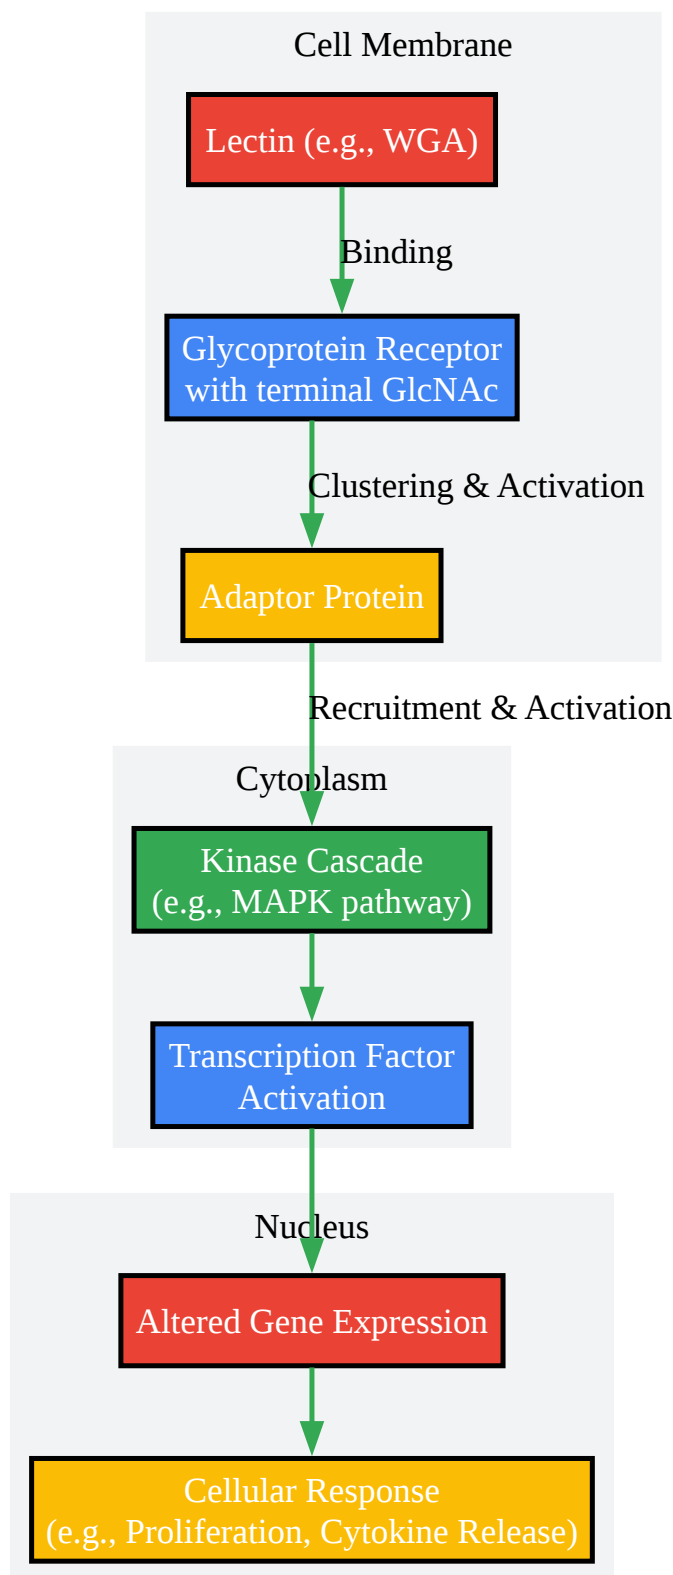 Cell Membrane
Lectin (e.g., WGA)
Binding
Glycoprotein Receptor
with terminal GlcNAc
Clustering & Activation
Adaptor Protein
Recruitment & Activation
Cytoplasm
Kinase Cascade
(e.g., MAPK pathway)
Transcription Factor
Activation
Nucleus
Altered Gene Expression
Cellular Response
(e.g., Proliferation, Cytokine Release)